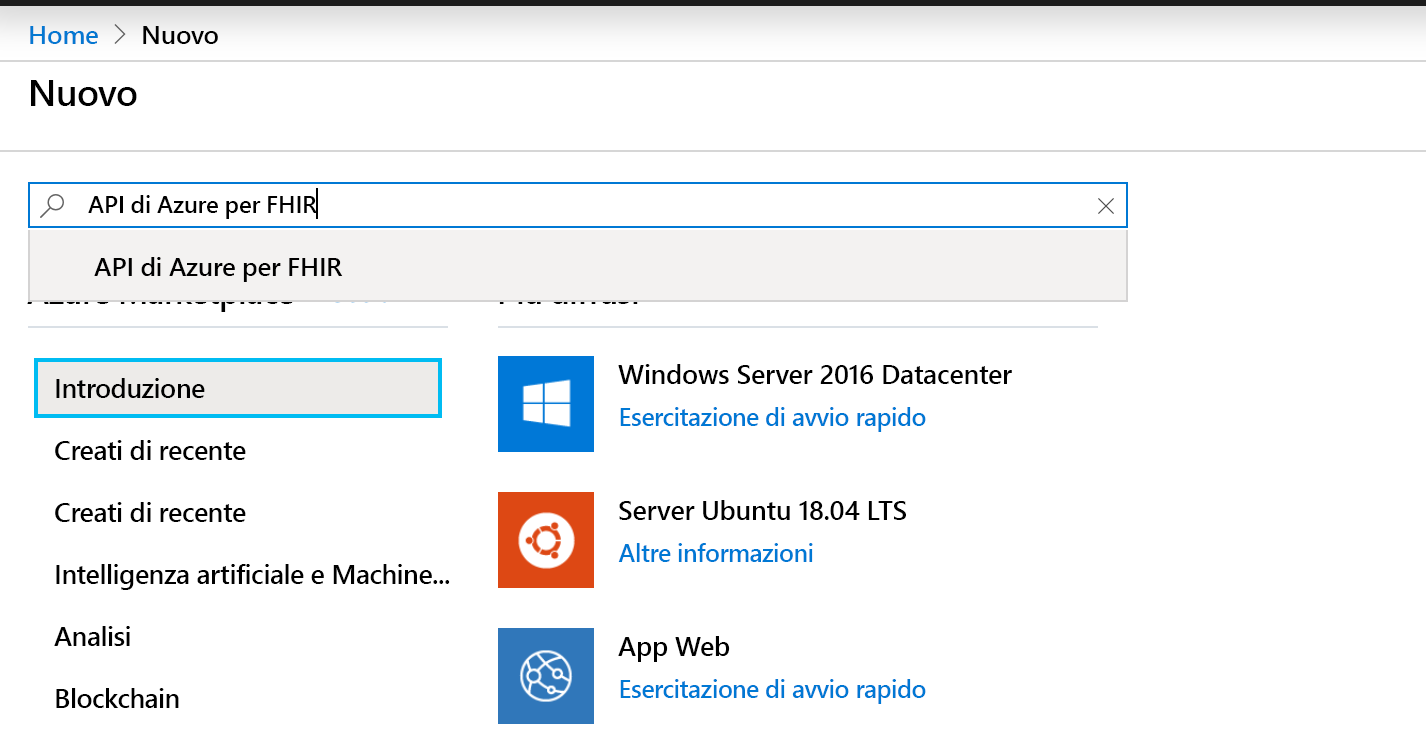 Home > Nuovo
Nuovo
API di Azure per FHIR
API di Azure per FHIR
Introduzione
Creati di recente
Creati di recente
Intelligenza artificiale e Machine...
Analisi
Blockchain
Windows Server 2016 Datacenter
Esercitazione di avvio rapido
Server Ubuntu 18.04 LTS
Altre informazioni
App Web
Esercitazione di avvio rapido